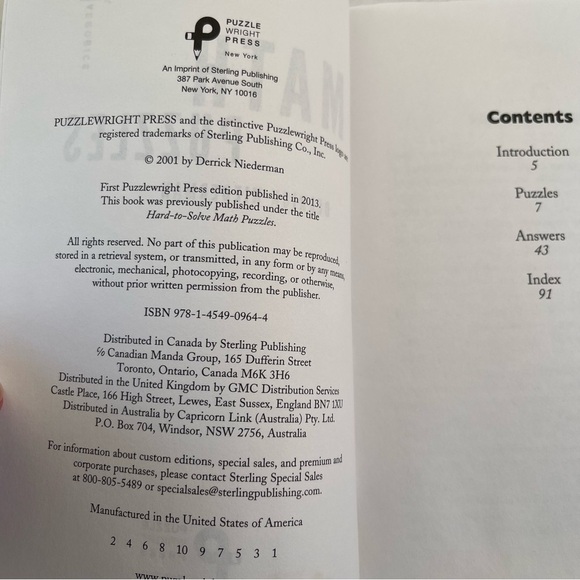 PUZZLE
WRIGHT
PRESS
New York
An Imprint of Sterling Publishing
387 Park Avenue South
New York, NY 10016
PUZZLEWRIGHT PRESS and the distinctive Puzzlewright Press logo are
registered trademarks of Sterling Publishing Co., Inc.
© 2001 by Derrick Niederman
First Puzzlewright Press edition published in 2013.
This book was previously published under the title
Hard-to-Solve Math Puzzles.
All rights reserved. No part of this publication may be reproduced,
stored in a retrieval system, or transmitted, in any form or by any means,
electronic, mechanical, photocopying, recording, or otherwise,
without prior written permission from the publisher.
ISBN 978-1-4549-0964-4
Distributed in Canada by Sterling Publishing
℅ Canadian Manda Group, 165 Dufferin Street
Toronto, Ontario, Canada M6K 3H6
Distributed in the United Kingdom by GMC Distribution Services
Castle Place, 166 High Street, Lewes, East Sussex, England BN7 1XU
Distributed in Australia by Capricorn Link (Australia) Pty. Ltd.
P.O. Box 704, Windsor, NSW 2756, Australia
For information about custom editions, special sales, and premium and
corporate purchases, please contact Sterling Special Sales
at 800-805-5489 or specialsales@sterlingpublishing.com.
Manufactured in the United States of America
2 4 6 8 10 9 7 5 3 1
Contents
Introduction
5
Puzzles
7
Answers
43
Index
91